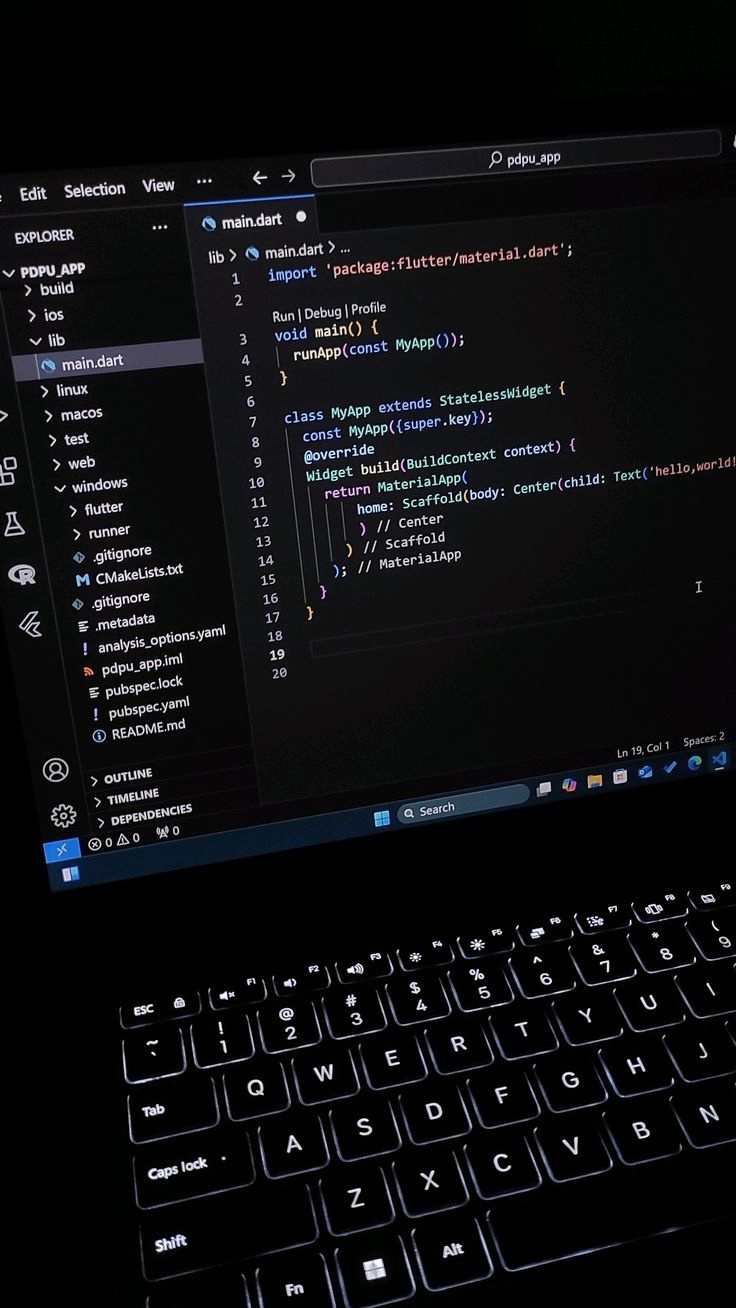 Edit Selection View ... pdpu_app
EXPLORER ...
main.dart
PDPU_APP
build
ios
lib
main.dart
linux
macos
test
web
windows
flutter
runner
.gitignore
CMakeLists.txt
.gitignore
.metadata
analysis_options.yaml
pdpu_app.iml
pubspec.lock
pubspec.yaml
README.md
OUTLINE
TIMELINE
DEPENDENCIES
lib > main.dart > ...
1 import 'package:flutter/material.dart';
2
Run | Debug | Profile
3 void main() {
4 runApp(const MyApp());
5 }
6
7 class MyApp extends StatelessWidget {
8 const MyApp({super.key});
9 @override
10 Widget build(BuildContext context) {
11 return MaterialApp(
12 home: Scaffold(body: Center(child: Text('hello,world!
13 ) // Center
14 ) // Scaffold
15 ); // MaterialApp
16 }
17 }
18
19
20
0 0 0
Ln 19, Col 1 Spaces: 2
Search
ESC F1 F2 F3 F4 F5 F6 F7 F8 F9
~ ! @ # $ % ^ & * (
` 1 2 3 4 5 6 7 8 9
Tab Q W E R T Y U I
Caps lock A S D F G H J
Shift Z X C V B N
Fn Alt